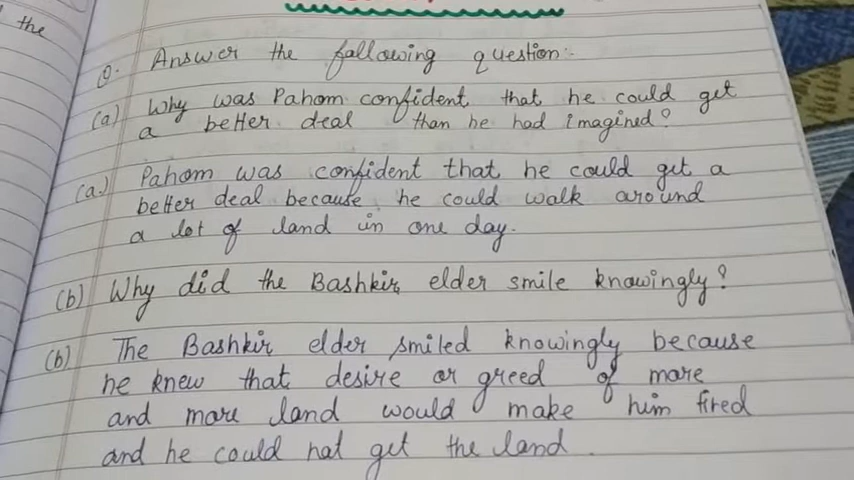 the
Q. Answer the following question:-
(a) Why was Pahom confident that he could get
a better deal than he had imagined?
(a.) Pahom was confident that he could get a
better deal because he could walk around
a lot of land in one day.
(b) Why did the Bashkir elder smile knowingly?
(b) The Bashkir elder smiled knowingly because
he knew that desire or greed of more
and more land would make him tired
and he could not get the land.